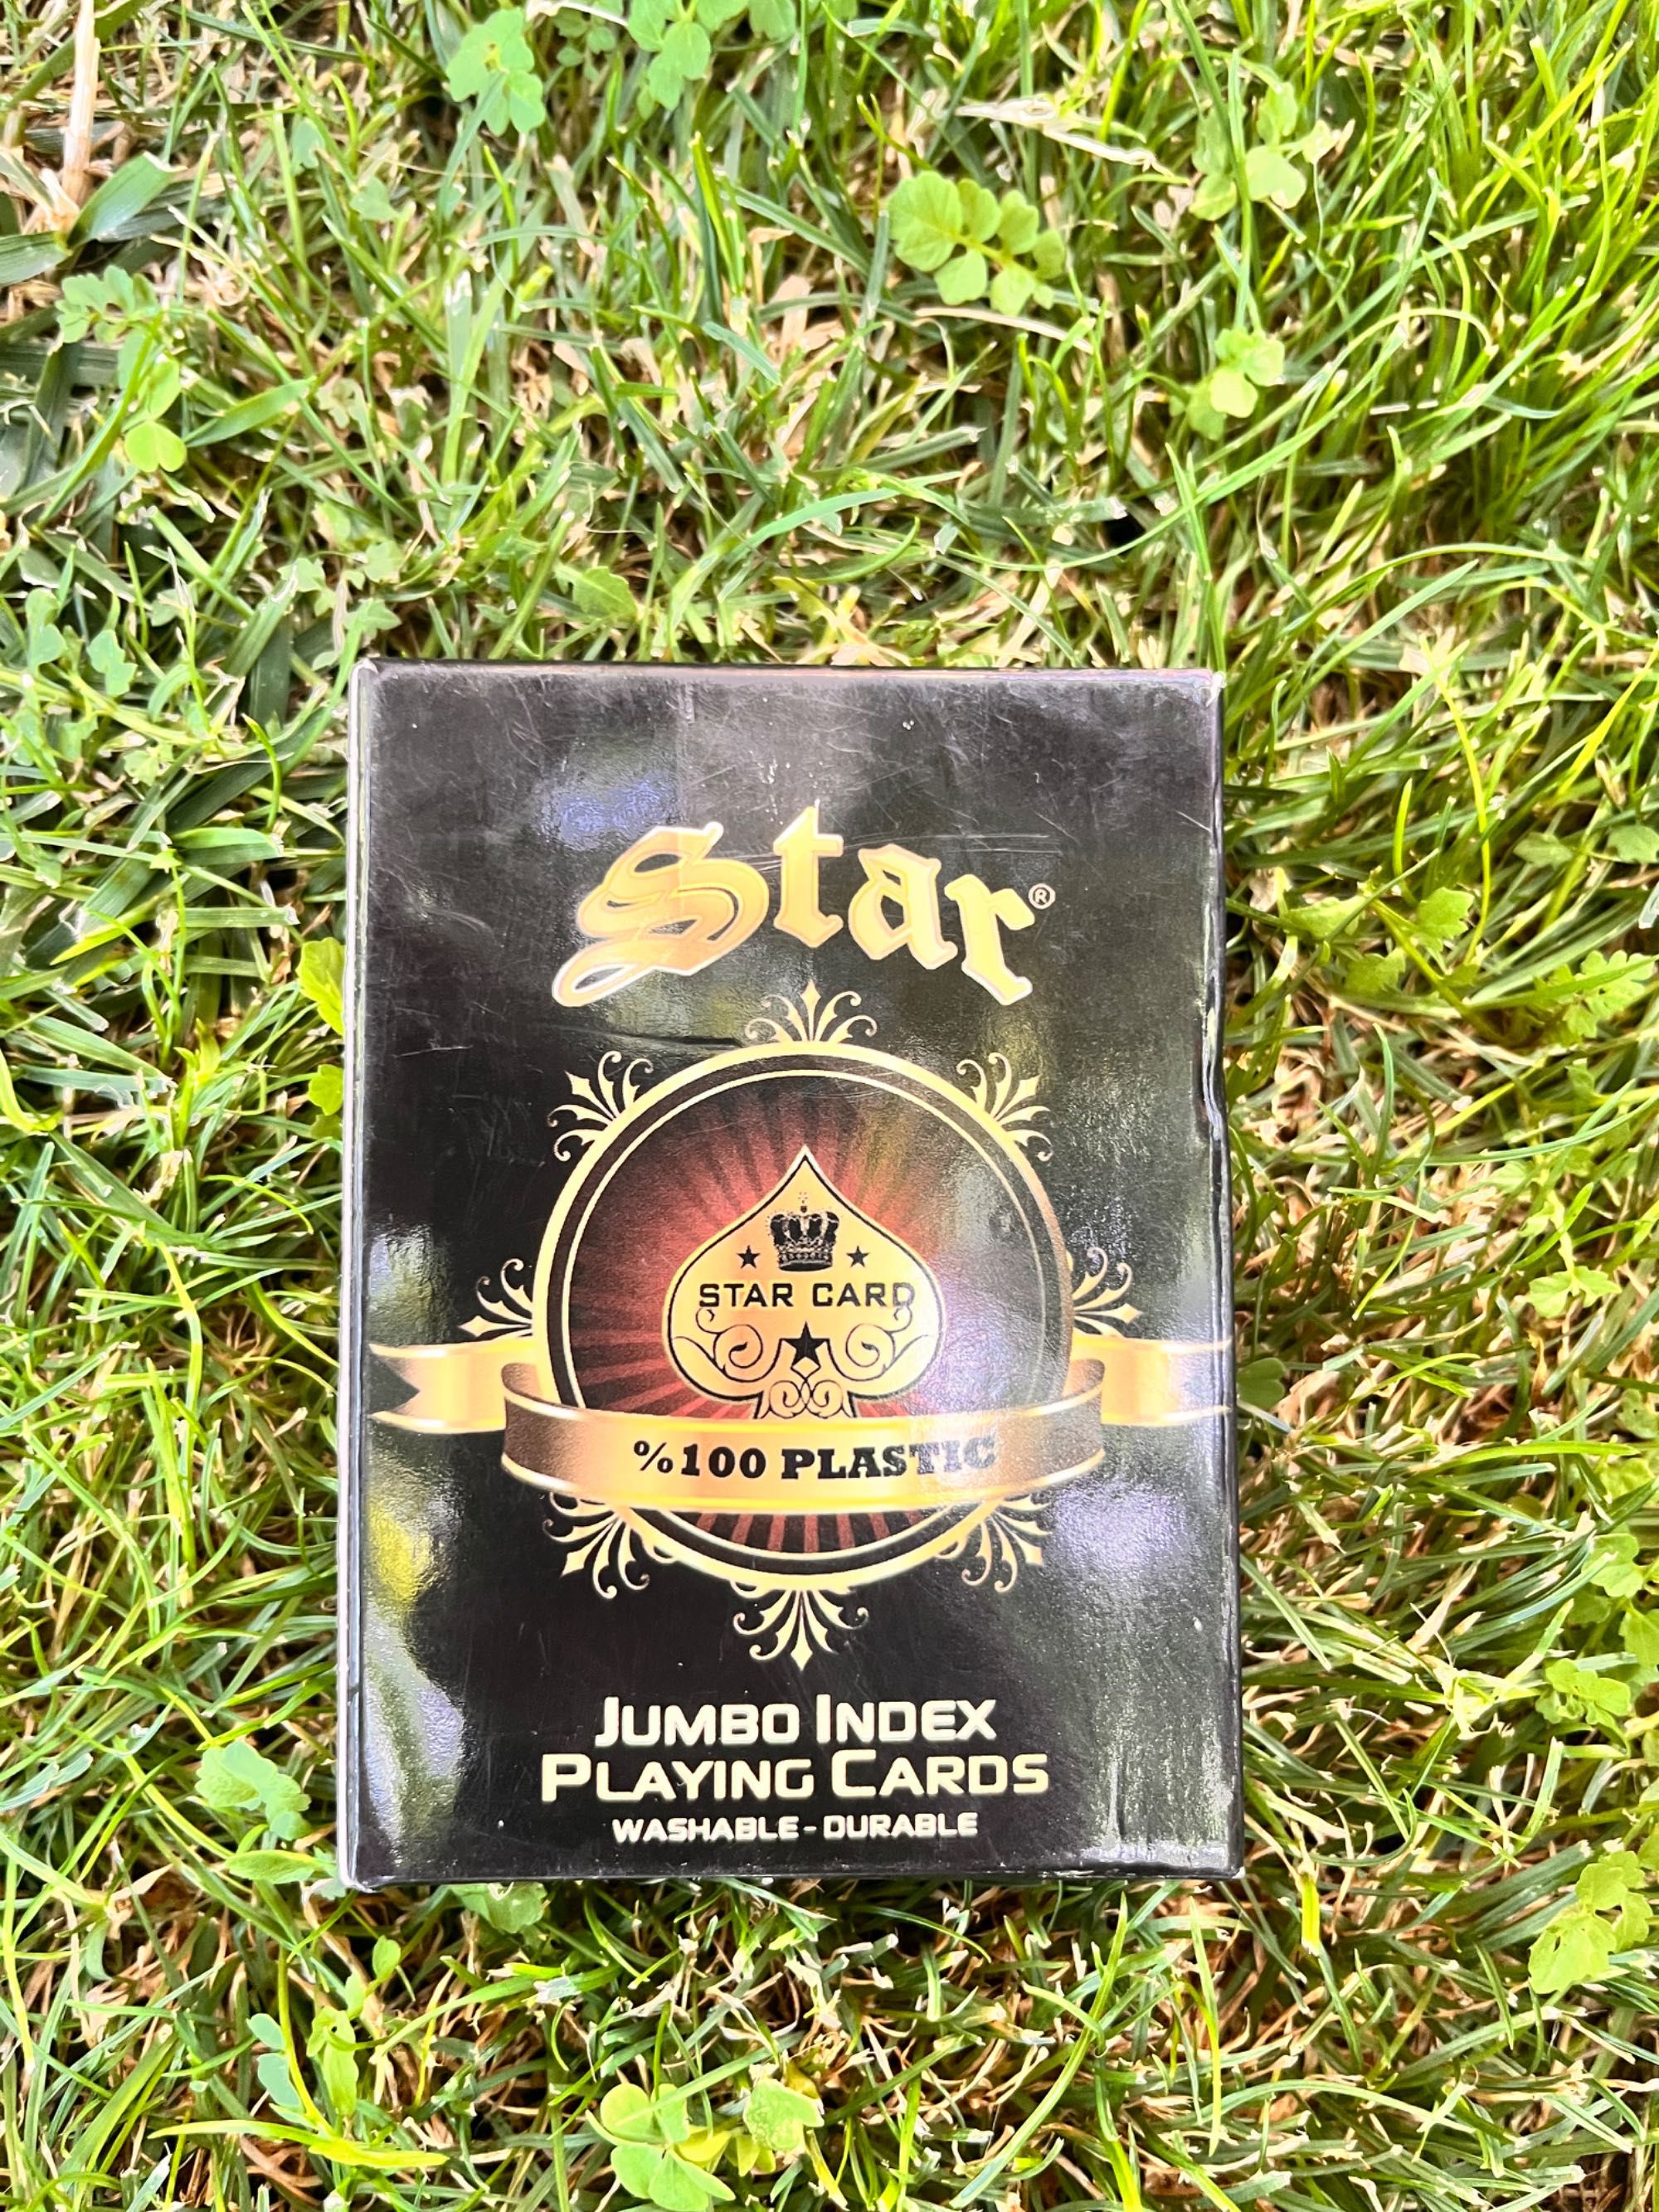 Star®
STAR CARD
%100 PLASTIC
JUMBO INDEX
PLAYING CARDS
WASHABLE - DURABLE